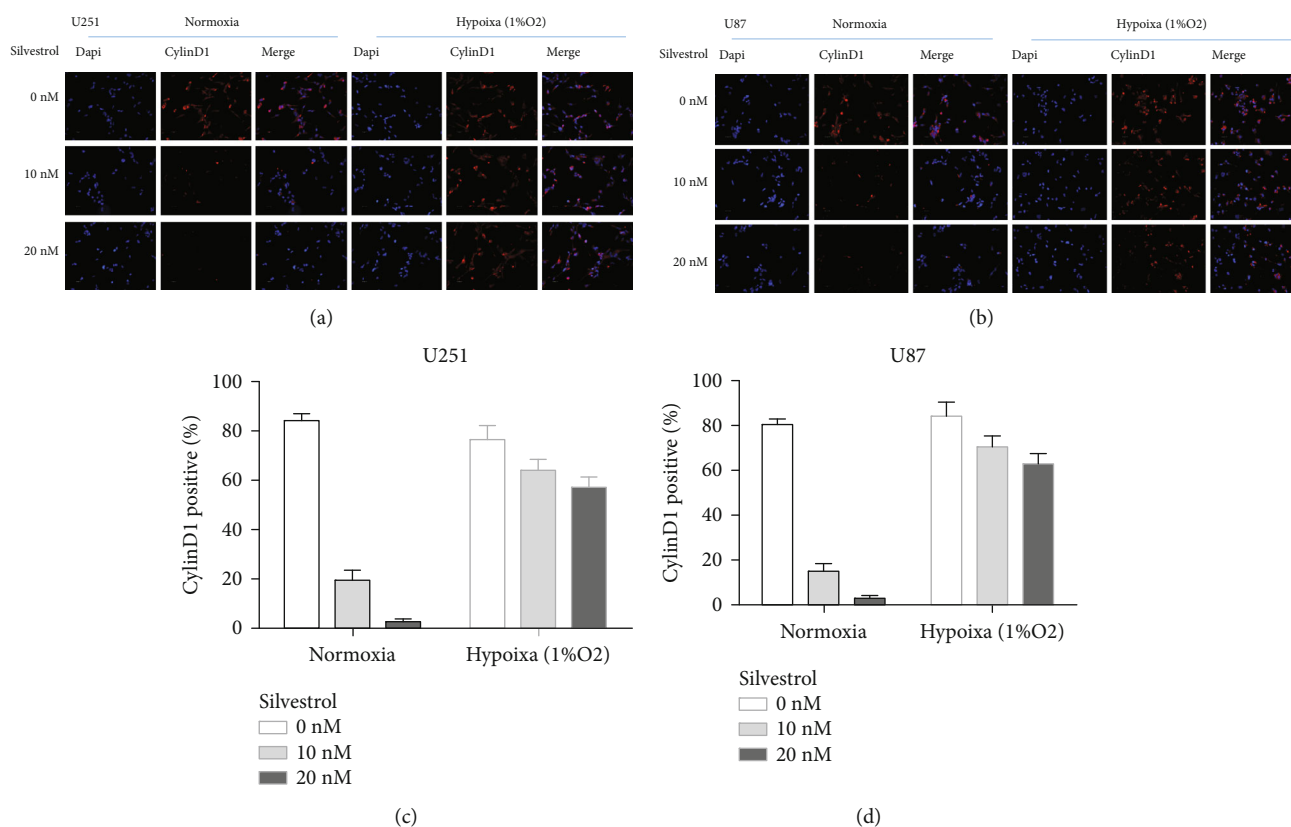 U251 Normoxia Hypoixa (1%O2)
Silvestrol Dapi CylinD1 Merge Dapi CylinD1 Merge
0 nM
10 nM
20 nM
(a)
U87 Normoxia Hypoixa (1%O2)
Silvestrol Dapi CylinD1 Merge Dapi CylinD1 Merge
0 nM
10 nM
20 nM
(b)
U251
CylinD1 positive (%)
100
80
60
40
20
0
Normoxia Hypoixa (1%O2)
Silvestrol
0 nM
10 nM
20 nM
(c)
U87
CylinD1 positive (%)
100
80
60
40
20
0
Normoxia Hypoixa (1%O2)
Silvestrol
0 nM
10 nM
20 nM
(d)